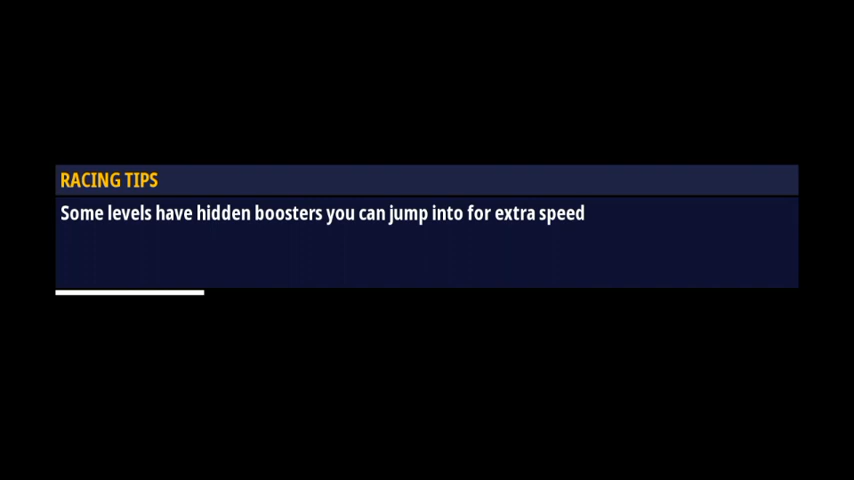 RACING TIPS
Some levels have hidden boosters you can jump into for extra speed